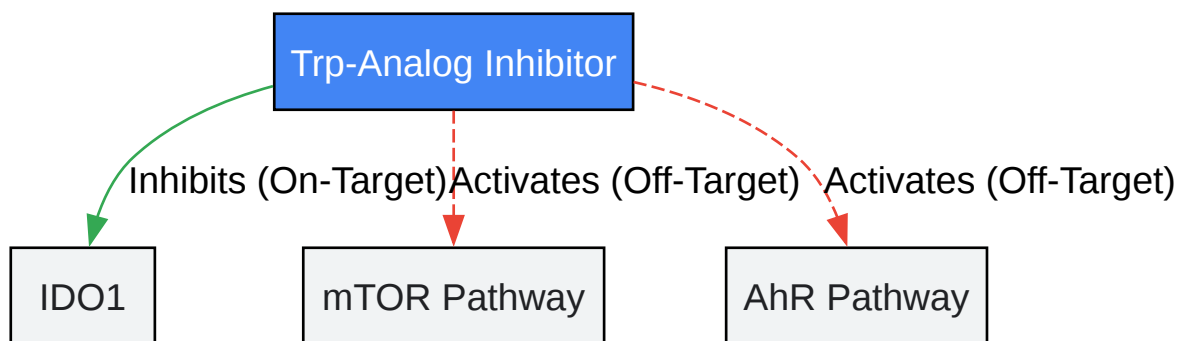 Trp-Analog Inhibitor
Inhibits (On-Target)
Activates (Off-Target)
Activates (Off-Target)
IDO1
mTOR Pathway
AhR Pathway